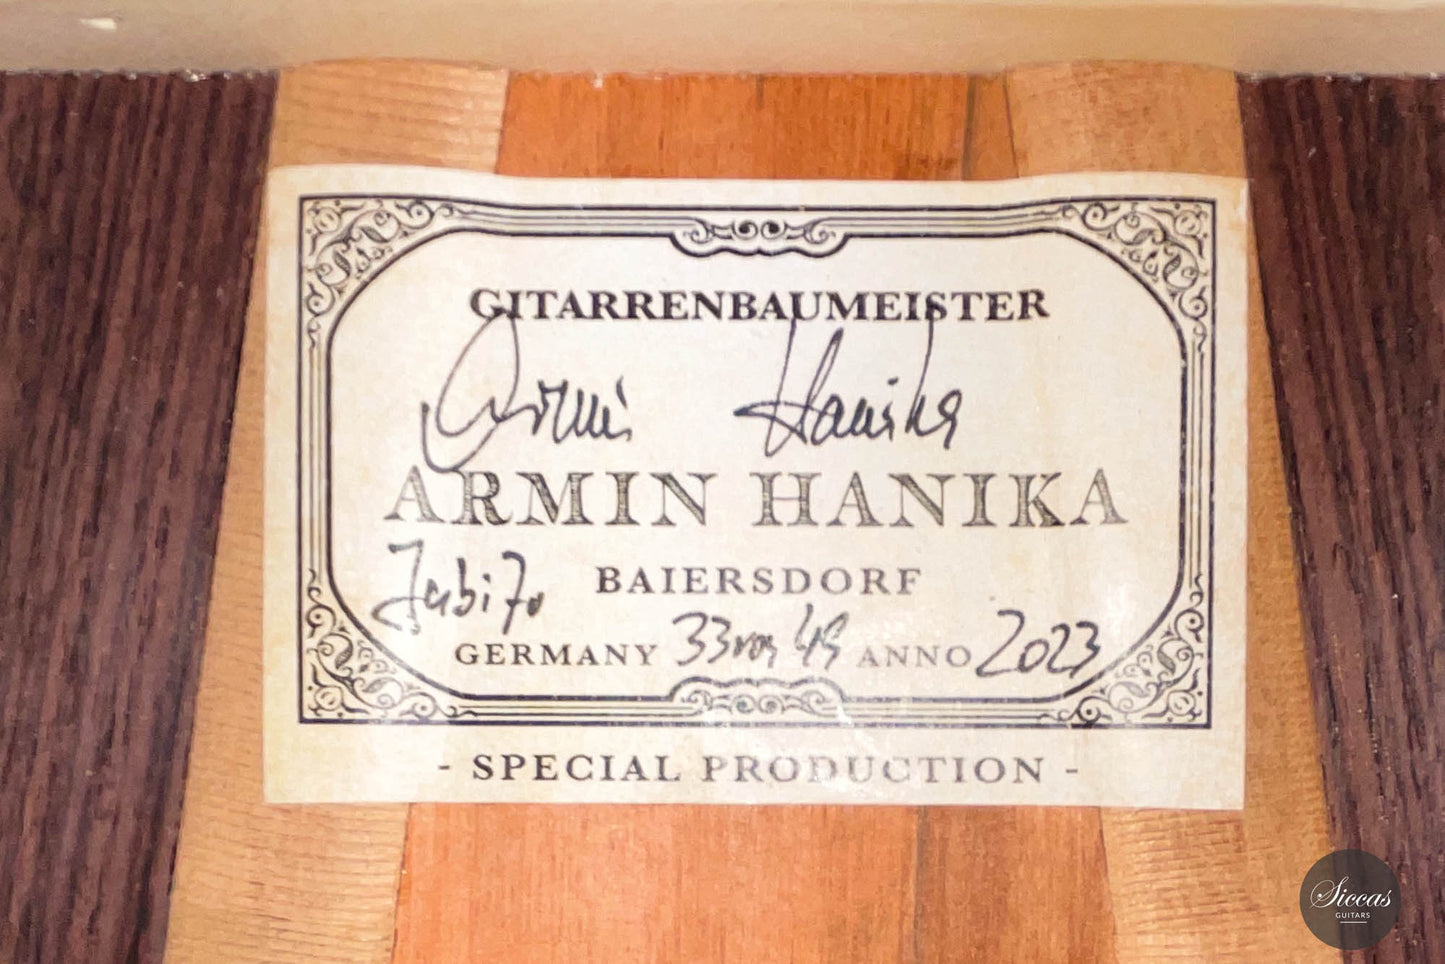 GITARRENBAUMEISTER
Armin Hanika
ARMIN HANIKA
Jubi 70 BAIERSDORF
GERMANY 33 von 49 ANNO 2023
- SPECIAL PRODUCTION -
Siccas
GUITARS